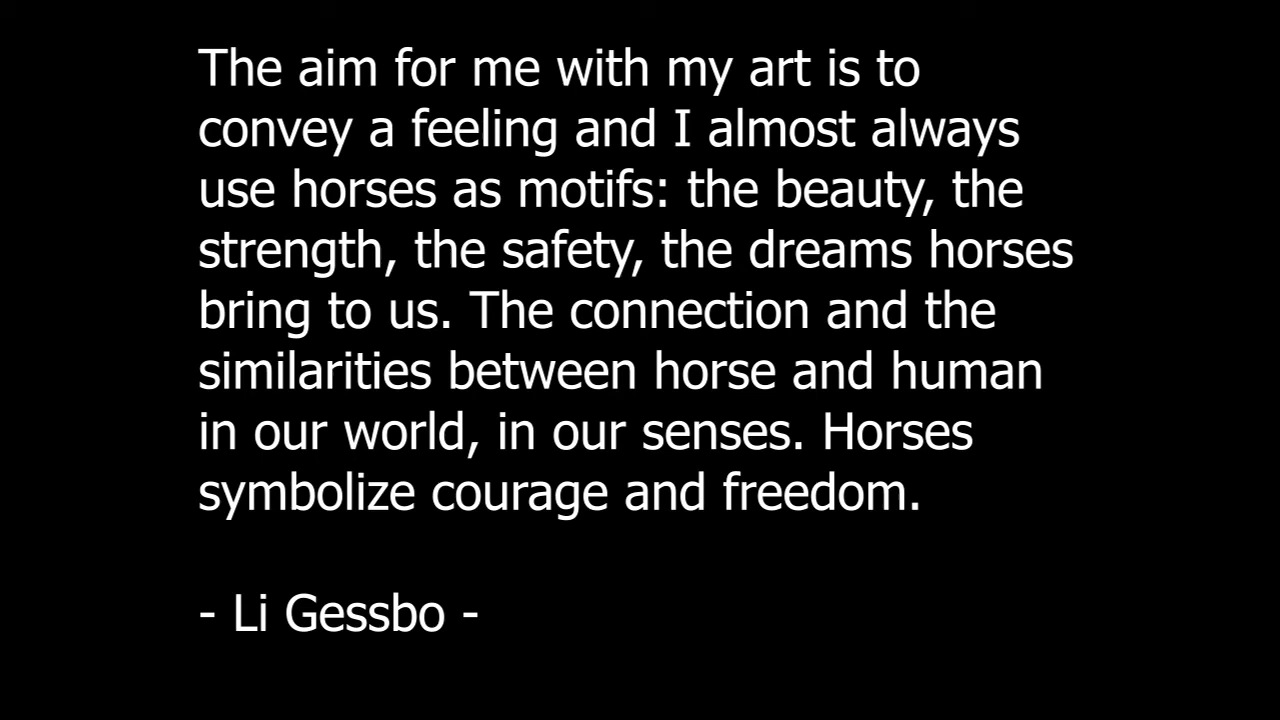 The aim for me with my art is to
convey a feeling and I almost always
use horses as motifs: the beauty, the
strength, the safety, the dreams horses
bring to us. The connection and the
similarities between horse and human
in our world, in our senses. Horses
symbolize courage and freedom.
- Li Gessbo -